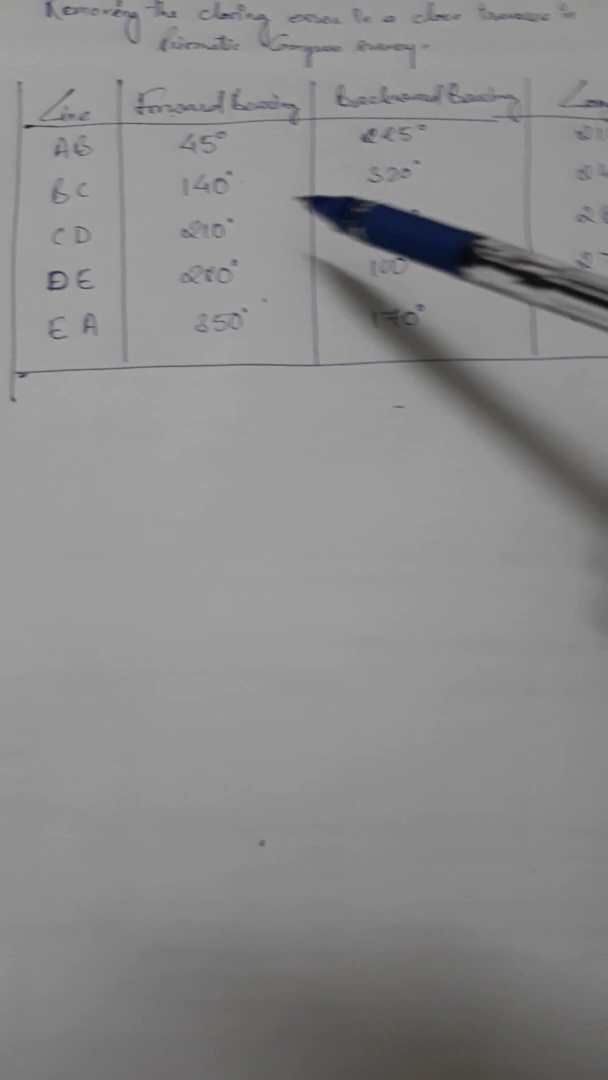 Removing the closing error in a close traverse in
Prismatic Compass survey.
Line Forward Bearing Backward Bearing
AB 45° 225°
BC 140° 320°
CD 210°
DE 280° 100
EA 350° 170°